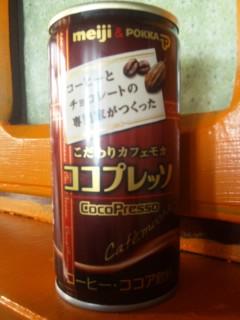 meiji & POKKA
コーヒーと
チョコレートの
専門家がつくった
こだわりカフェモカ
ココプレッソ
CocoPresso
Café mocha
コーヒー・ココア飲料